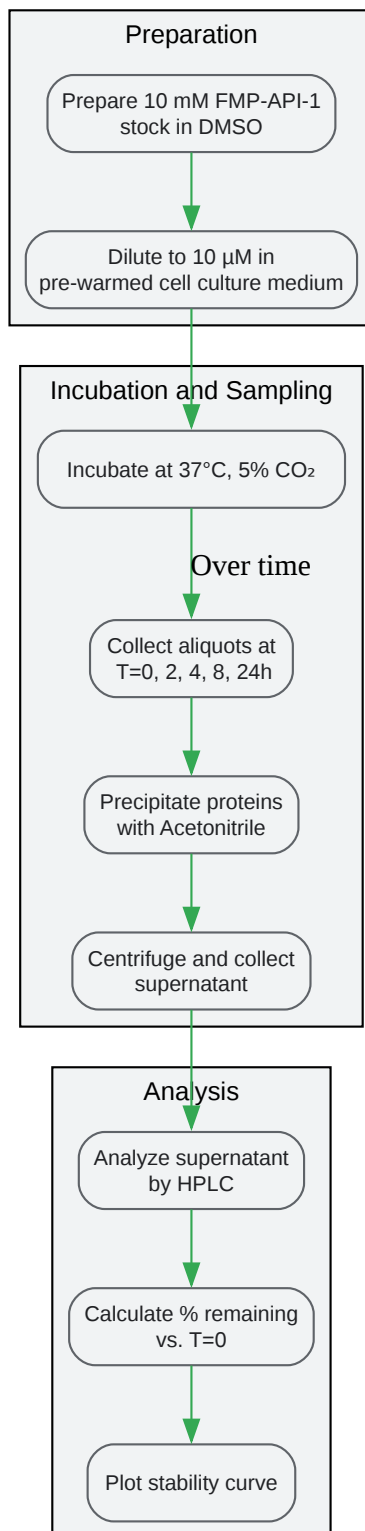 Preparation
Prepare 10 mM FMP-API-1
stock in DMSO
Dilute to 10 µM in
pre-warmed cell culture medium
Incubation and Sampling
Incubate at 37°C, 5% CO₂
Over time
Collect aliquots at
T=0, 2, 4, 8, 24h
Precipitate proteins
with Acetonitrile
Centrifuge and collect
supernatant
Analysis
Analyze supernatant
by HPLC
Calculate % remaining
vs. T=0
Plot stability curve